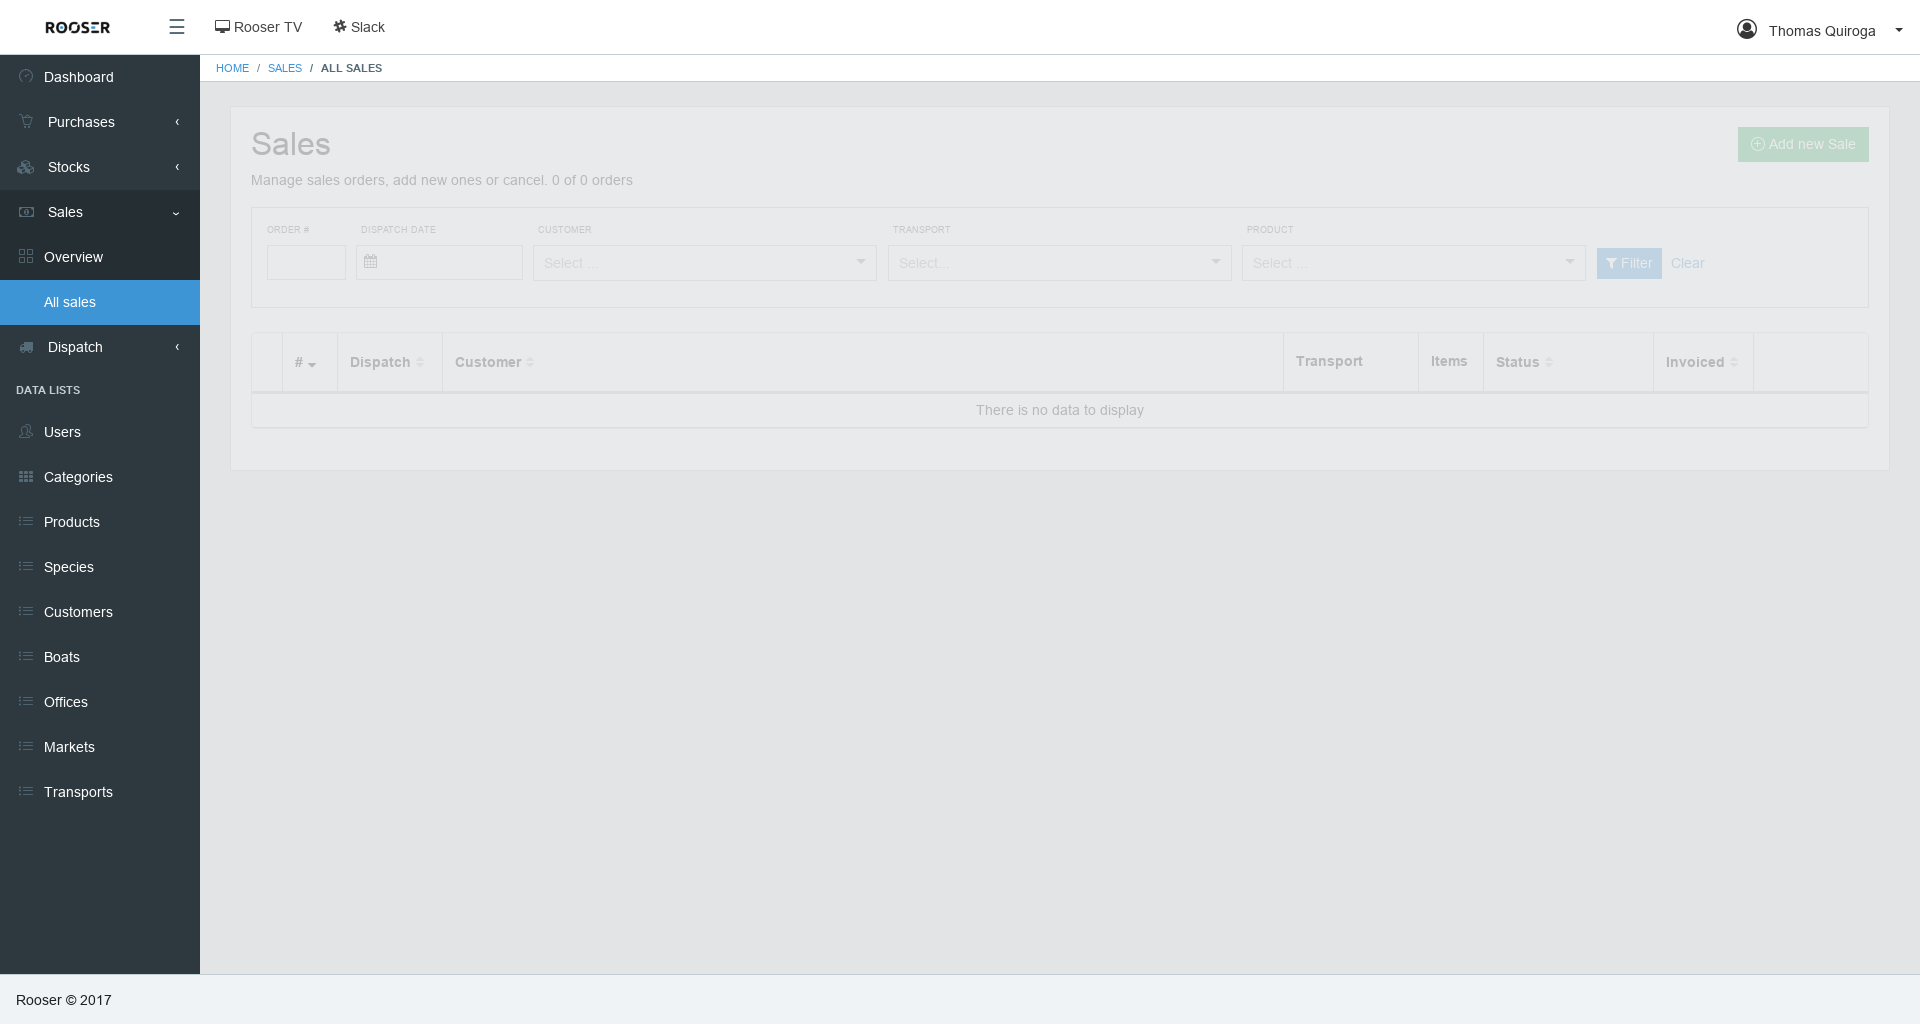 ROOSER
Rooser TV
Slack
Thomas Quiroga
HOME / SALES / ALL SALES
Dashboard
Purchases
Stocks
Sales
Overview
All sales
Dispatch
DATA LISTS
Users
Categories
Products
Species
Customers
Boats
Offices
Markets
Transports
Sales
Add new Sale
Manage sales orders, add new ones or cancel. 0 of 0 orders
ORDER # DISPATCH DATE CUSTOMER TRANSPORT PRODUCT
Select ... Select... Select ... Filter Clear
# Dispatch Customer Transport Items Status Invoiced
There is no data to display
Rooser © 2017